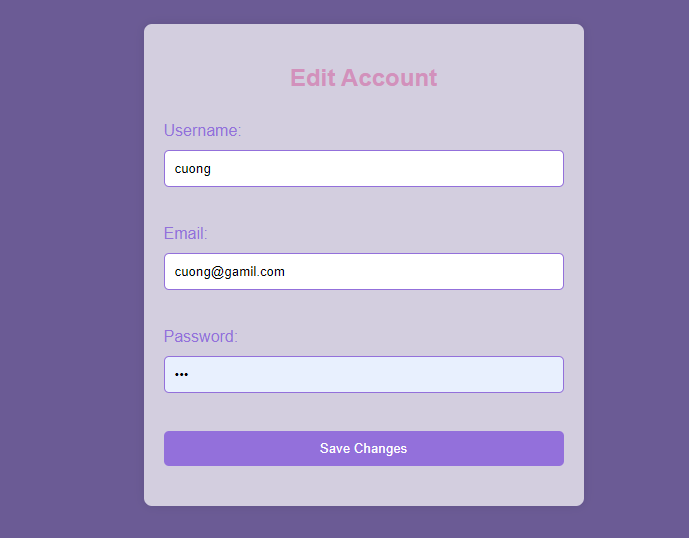 Edit Account
Username:
cuong
Email:
cuong@gamil.com
Password:
•••
Save Changes